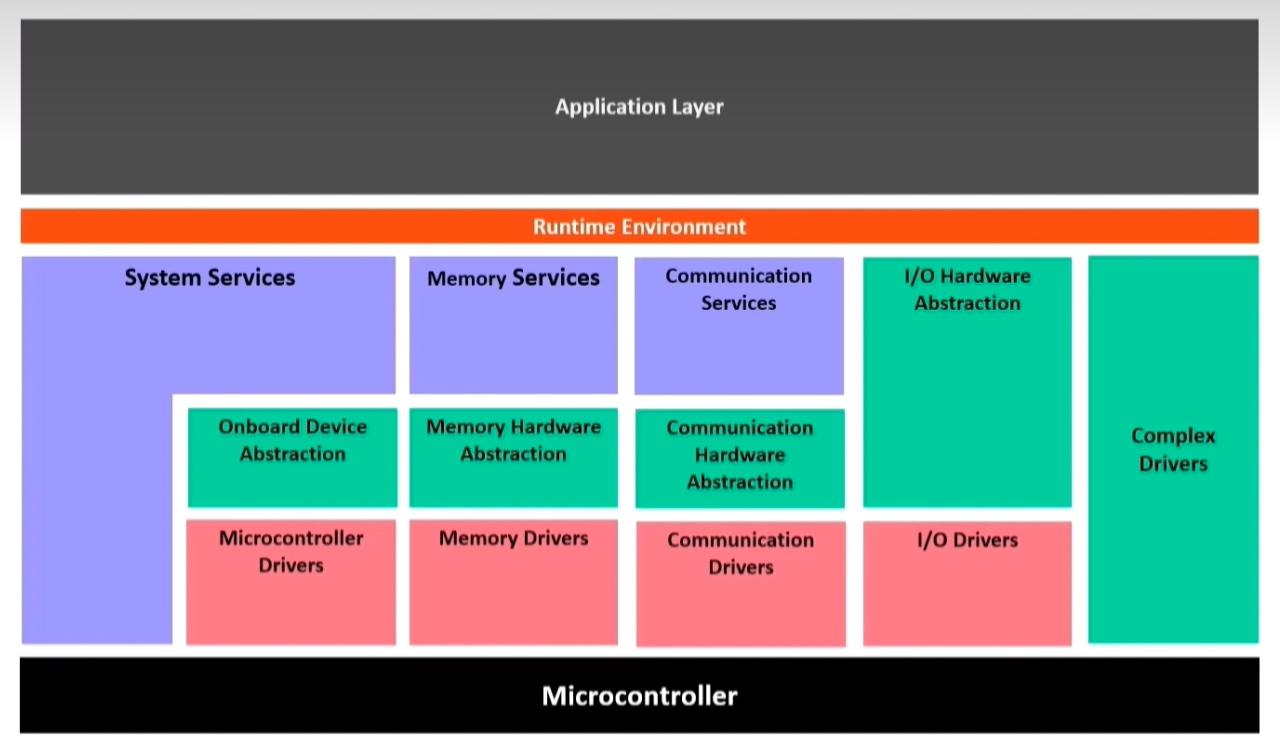 Application Layer
Runtime Environment
System Services
Memory Services
Communication
Services
I/O Hardware
Abstraction
Complex
Drivers
Onboard Device
Abstraction
Memory Hardware
Abstraction
Communication
Hardware
Abstraction
Microcontroller
Drivers
Memory Drivers
Communication
Drivers
I/O Drivers
Microcontroller